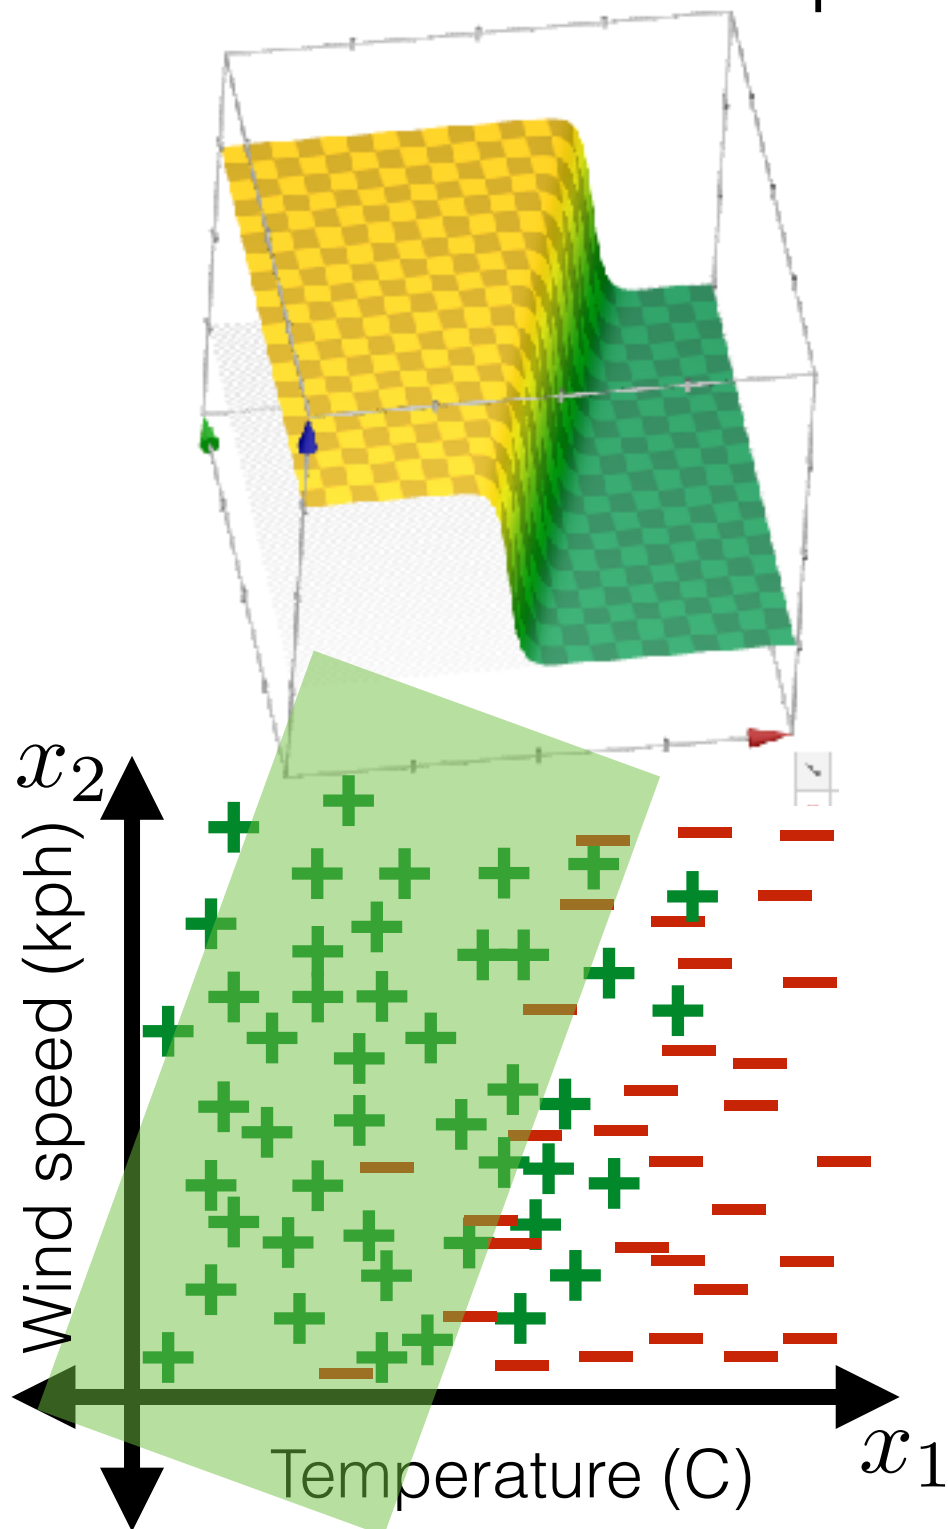 x₂
Wind speed (kph)
Temperature (C)
x₁